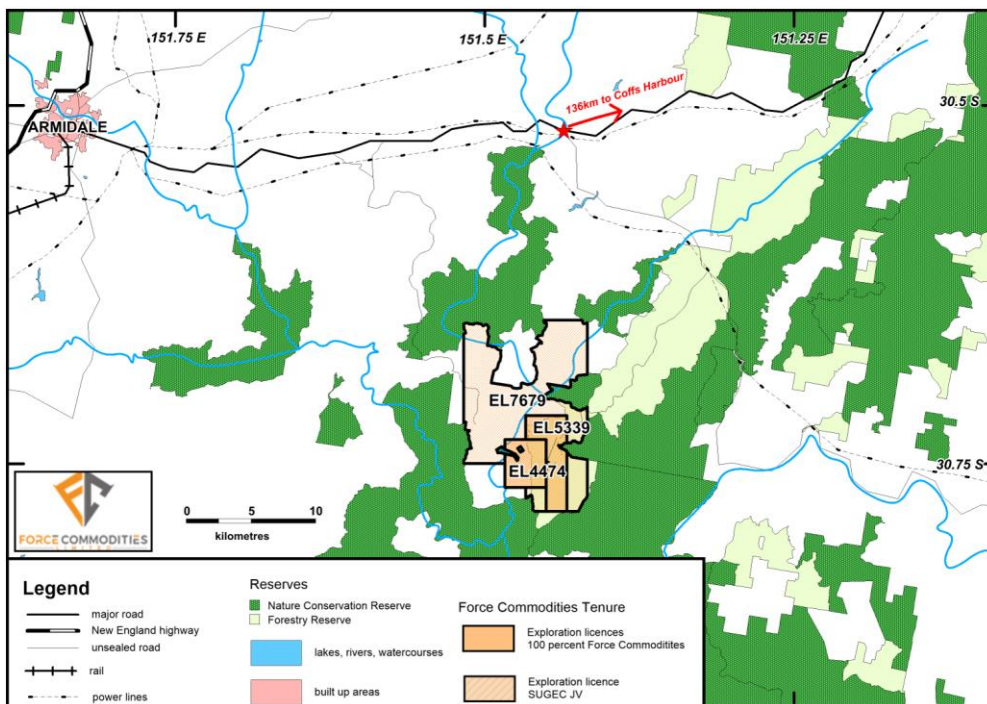 151.75 E
151.5 E
151.25 E
136km to Coffs Harbour
30.5 S
ARMIDALE
EL7679
EL5339
EL4474
30.75 S
FORCE COMMODITIES
LIMITED
0 5 10
kilometres
Legend
major road
New England highway
unsealed road
rail
power lines
Reserves
Nature Conservation Reserve
Forestry Reserve
lakes, rivers, watercourses
built up areas
Force Commodities Tenure
Exploration licences
100 percent Force Commoditites
Exploration licence
SUGEC JV